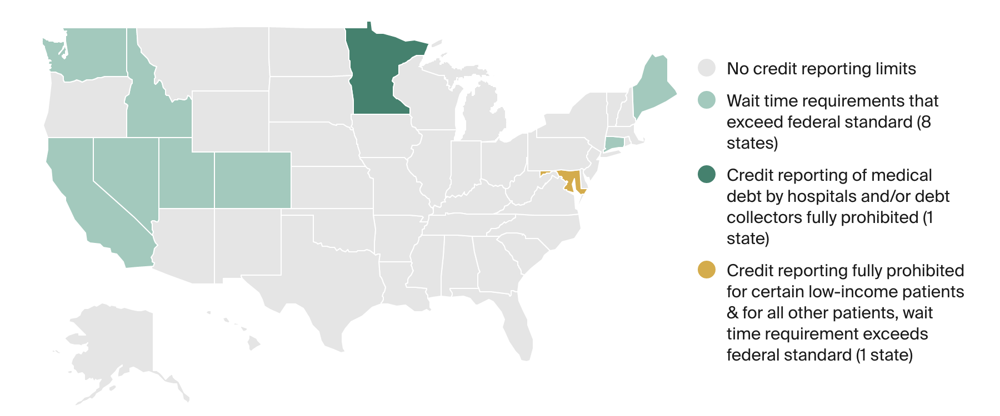 No credit reporting limits
Wait time requirements that
exceed federal standard (8
states)
Credit reporting of medical
debt by hospitals and/or debt
collectors fully prohibited (1
state)
Credit reporting fully prohibited
for certain low-income patients
& for all other patients, wait
time requirement exceeds
federal standard (1 state)